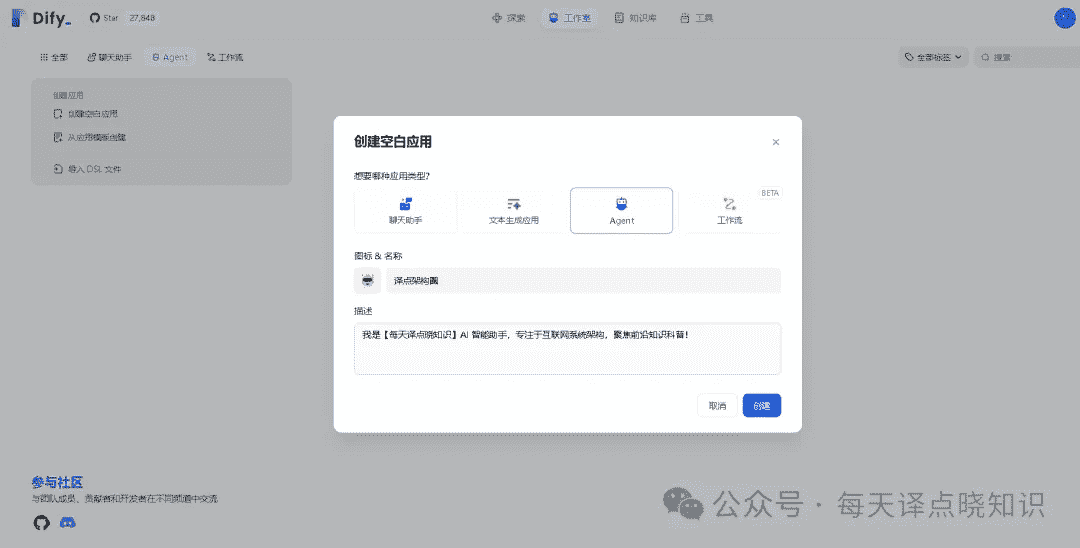 Dify_
Star 27,848
探索 工作室 知识库 工具
全部 聊天助手 Agent 工作流
全部标签 搜索
创建应用
创建空白应用
从应用模板创建
导入 DSL 文件
创建空白应用
想要哪种应用类型?
聊天助手
文本生成应用
Agent
BETA
工作流
图标 & 名称
译点架构圈
描述
我是【每天译点晓知识】AI 智能助手，专注于互联网系统架构，聚焦前沿知识科普！
取消 创建
参与社区
与团队成员、贡献者和开发者在不同频道中交流
公众号 · 每天译点晓知识